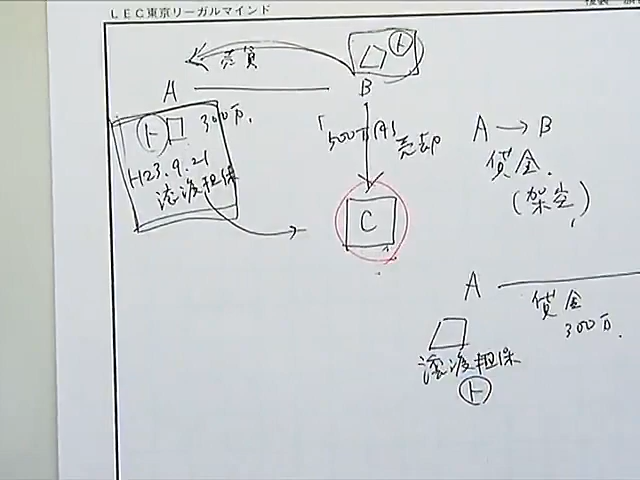 LEC東京リーガルマインド
ト
売買
A
B
ト
300万.
H23.9.21
譲渡担保
「500万円」
売却
C
A → B
貸金.
(架空)
A
貸金
300万.
譲渡担保
ト